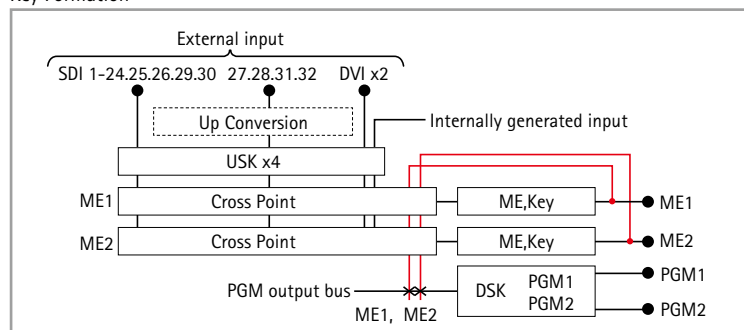 Key Formation
External input
SDI 1-24.25.26.29.30 27.28.31.32 DVI x2
Up Conversion
Internally generated input
USK x4
ME1 Cross Point ME,Key ME1
ME2 Cross Point ME,Key ME2
PGM output bus DSK PGM1 PGM1
PGM2 PGM2
ME1, ME2